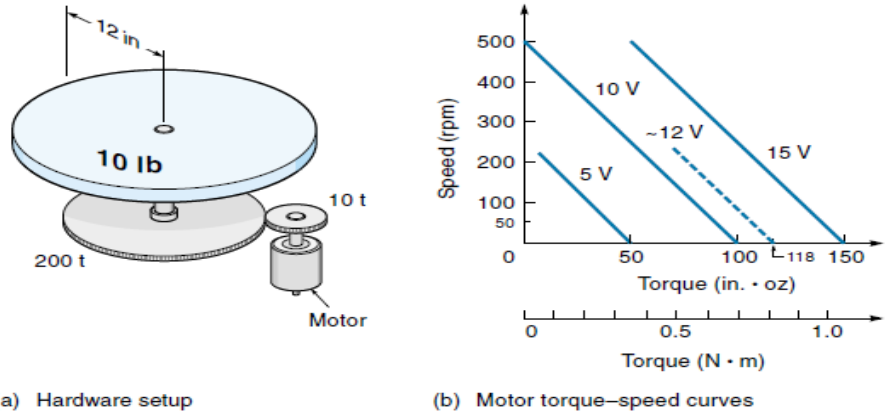 12 in
10 lb
10 t
200 t
Motor
a) Hardware setup
Speed (rpm)
500
400
300
200
100
50
0
5 V
10 V
~12 V
15 V
50
100
118
150
Torque (in. · oz)
0
0.5
1.0
Torque (N · m)
(b) Motor torque–speed curves